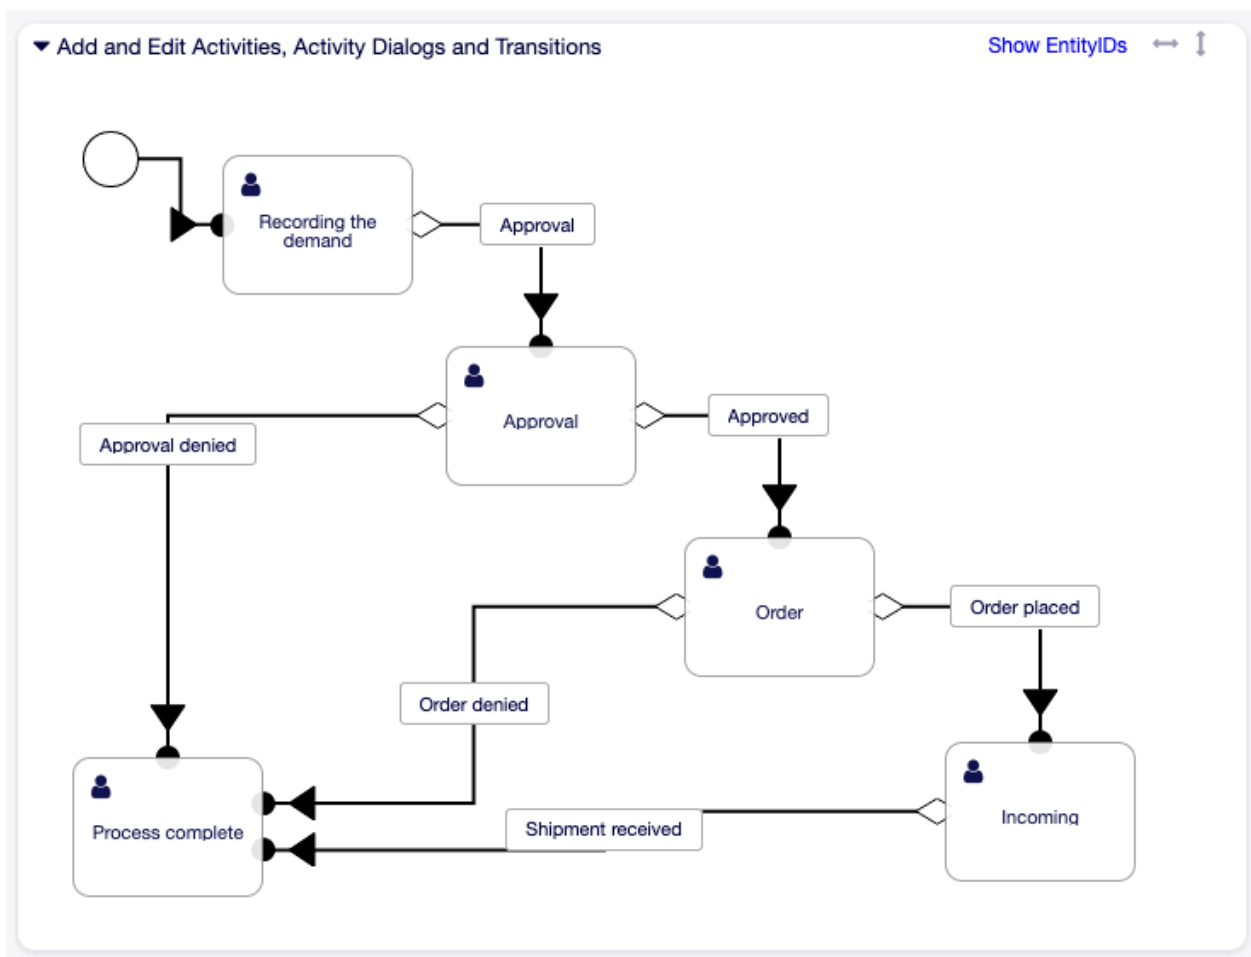 Add and Edit Activities, Activity Dialogs and Transitions
Show EntityIDs
Recording the
demand
Approval
Approval
Approved
Approval denied
Order
Order placed
Order denied
Process complete
Shipment received
Incoming